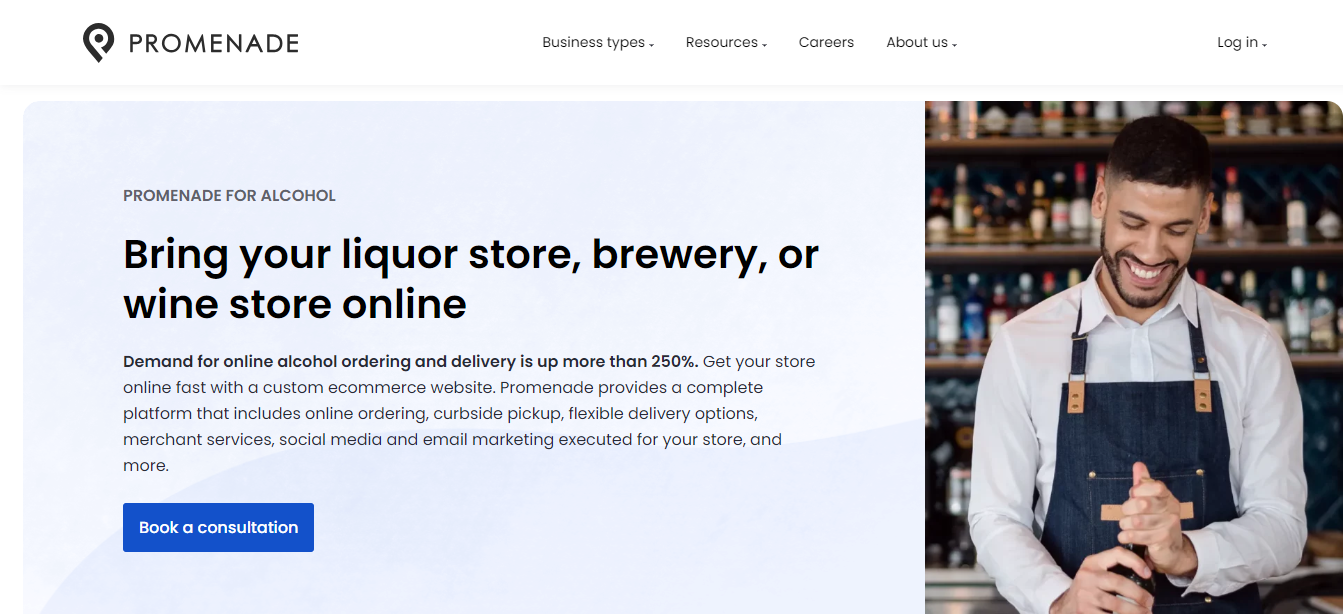 PROMENADE
Business types
Resources
Careers
About us
Log in
PROMENADE FOR ALCOHOL
Bring your liquor store, brewery, or
wine store online
Demand for online alcohol ordering and delivery is up more than 250%. Get your store
online fast with a custom ecommerce website. Promenade provides a complete
platform that includes online ordering, curbside pickup, flexible delivery options,
merchant services, social media and email marketing executed for your store, and
more.
Book a consultation